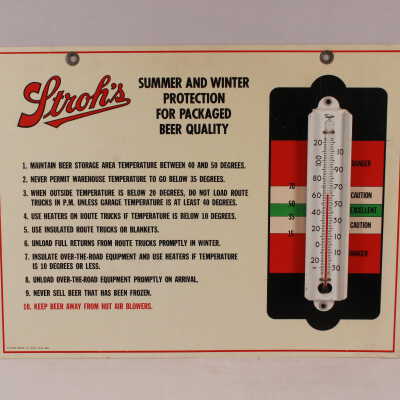 Stroh's
SUMMER AND WINTER
PROTECTION
FOR PACKAGED
BEER QUALITY
1. MAINTAIN BEER STORAGE AREA TEMPERATURE BETWEEN 40 AND 50 DEGREES.
2. NEVER PERMIT WAREHOUSE TEMPERATURE TO GO BELOW 35 DEGREES.
3. WHEN OUTSIDE TEMPERATURE IS BELOW 20 DEGREES, DO NOT LOAD ROUTE
TRUCKS IN P.M. UNLESS GARAGE TEMPERATURE IS AT LEAST 40 DEGREES.
4. USE HEATERS ON ROUTE TRUCKS IF TEMPERATURE IS BELOW 10 DEGREES.
5. USE INSULATED ROUTE TRUCKS OR BLANKETS.
6. UNLOAD FULL RETURNS FROM ROUTE TRUCKS PROMPTLY IN WINTER.
7. INSULATE OVER-THE-ROAD EQUIPMENT AND USE HEATERS IF TEMPERATURE
IS 10 DEGREES OR LESS.
8. UNLOAD OVER-THE-ROAD EQUIPMENT PROMPTLY ON ARRIVAL.
9. NEVER SELL BEER THAT HAS BEEN FROZEN.
10. KEEP BEER AWAY FROM HOT AIR BLOWERS.
DANGER
CAUTION
EXCELLENT
CAUTION
DANGER